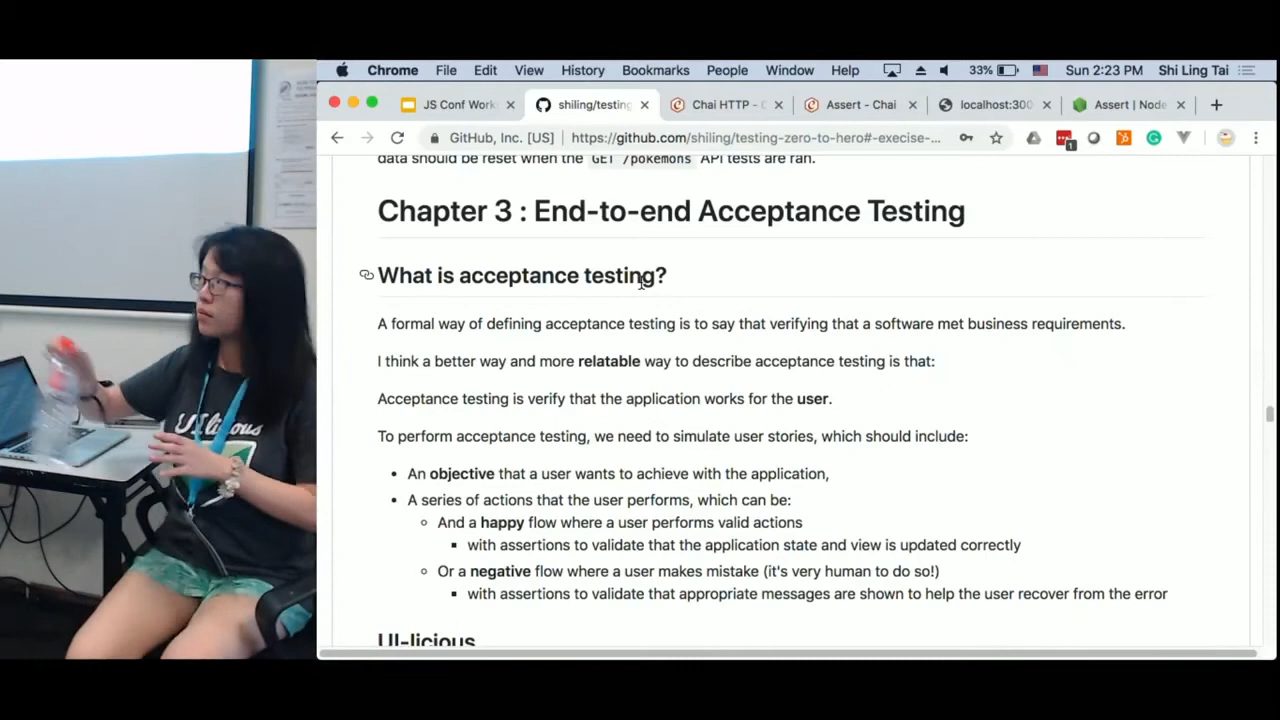 Chrome File Edit View History Bookmarks People Window Help 33% Sun 2:23 PM Shi Ling Tai
JS Conf Work
shiling/testing
Chai HTTP - C
Assert - Chai
localhost:300
Assert | Node
GitHub, Inc. [US] https://github.com/shiling/testing-zero-to-hero#-execise-...
data should be reset when the GET /pokemons API tests are ran.
Chapter 3 : End-to-end Acceptance Testing
What is acceptance testing?
A formal way of defining acceptance testing is to say that verifying that a software met business requirements.
I think a better way and more relatable way to describe acceptance testing is that:
Acceptance testing is verify that the application works for the user.
To perform acceptance testing, we need to simulate user stories, which should include:
An objective that a user wants to achieve with the application,
A series of actions that the user performs, which can be:
And a happy flow where a user performs valid actions
with assertions to validate that the application state and view is updated correctly
Or a negative flow where a user makes mistake (it's very human to do so!)
with assertions to validate that appropriate messages are shown to help the user recover from the error
UI-licious
UIlicious